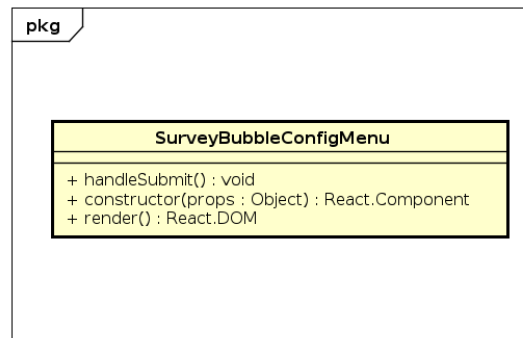 pkg
SurveyBubbleConfigMenu
+ handleSubmit() : void
+ constructor(props : Object) : React.Component
+ render() : React.DOM